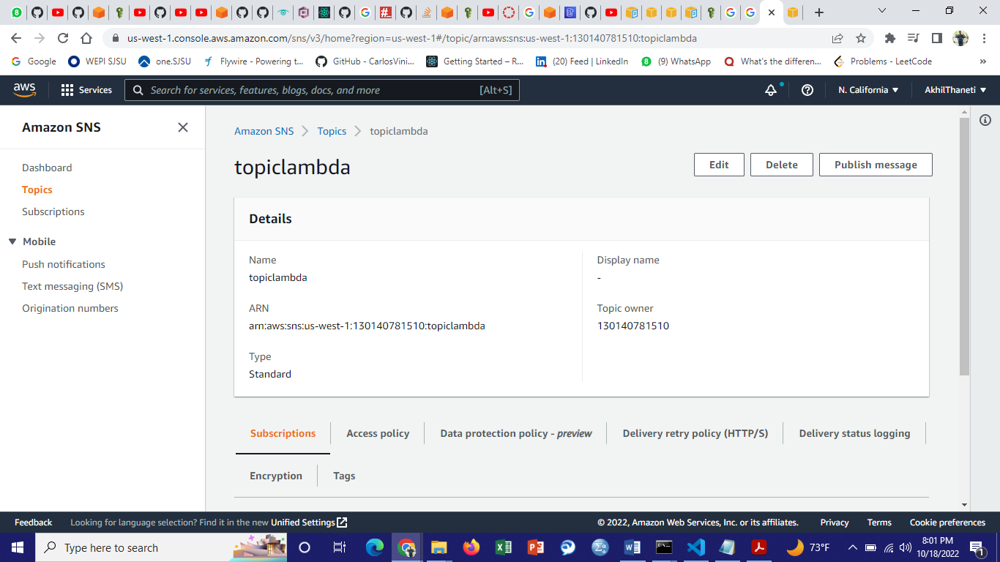 us-west-1.console.aws.amazon.com/sns/v3/home?region=us-west-1#/topic/arn:aws:sns:us-west-1:130140781510:topiclambda
Google WEPI SJSU one.SJSU Flywire - Powering t... GitHub - CarlosVini... Getting Started – R... (20) Feed | LinkedIn (9) WhatsApp What's the differen... Problems - LeetCode »
aws Services Search for services, features, blogs, docs, and more [Alt+S] N. California AkhilThaneti
Amazon SNS
Dashboard
Topics
Subscriptions
Mobile
Push notifications
Text messaging (SMS)
Origination numbers
Amazon SNS Topics topiclambda
topiclambda
Edit Delete Publish message
Details
Name
topiclambda
ARN
arn:aws:sns:us-west-1:130140781510:topiclambda
Type
Standard
Display name
-
Topic owner
130140781510
Subscriptions Access policy Data protection policy - preview Delivery retry policy (HTTP/S) Delivery status logging
Encryption Tags
Feedback Looking for language selection? Find it in the new Unified Settings © 2022, Amazon Web Services, Inc. or its affiliates. Privacy Terms Cookie preferences
Type here to search 73°F 8:01 PM
10/18/2022 1